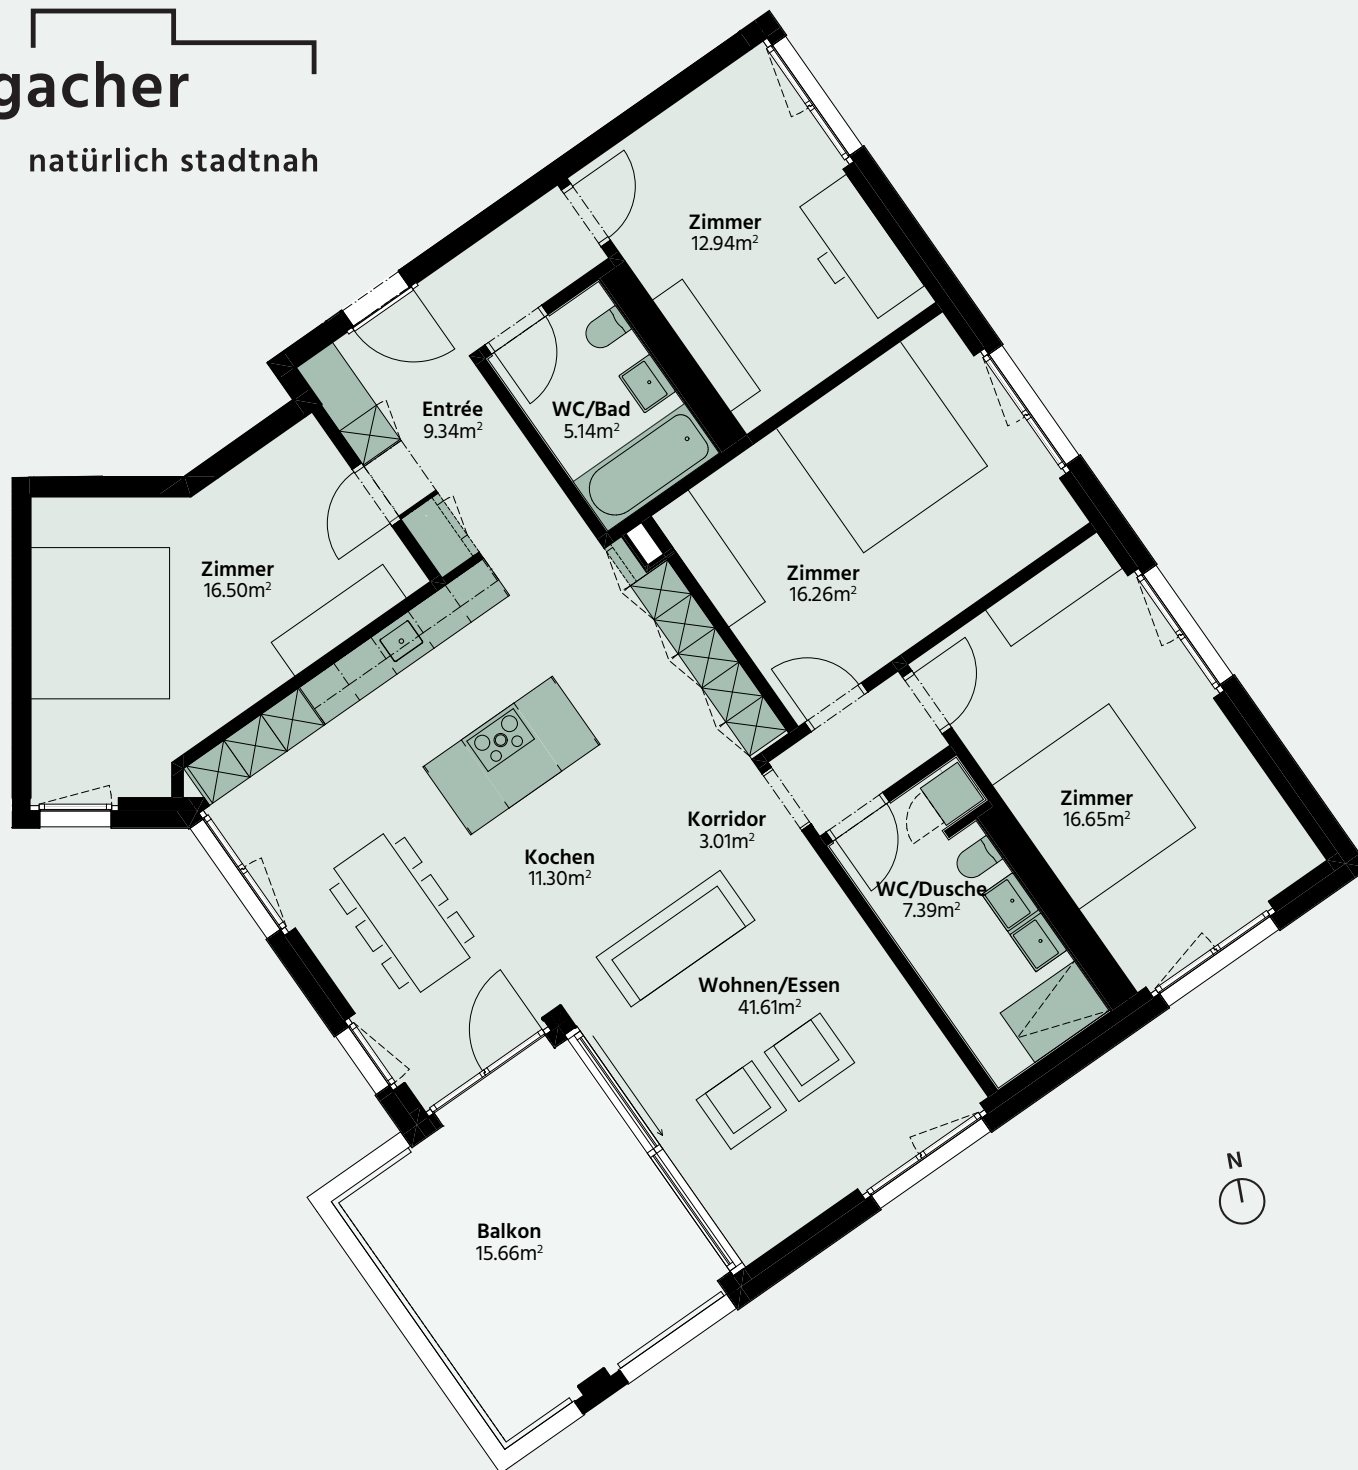 gacher
natürlich stadtnah
Zimmer
12.94m²
Entrée
9.34m²
WC/Bad
5.14m²
Zimmer
16.50m²
Zimmer
16.26m²
Zimmer
16.65m²
Korridor
3.01m²
Kochen
11.30m²
WC/Dusche
7.39m²
Wohnen/Essen
41.61m²
N
Balkon
15.66m²